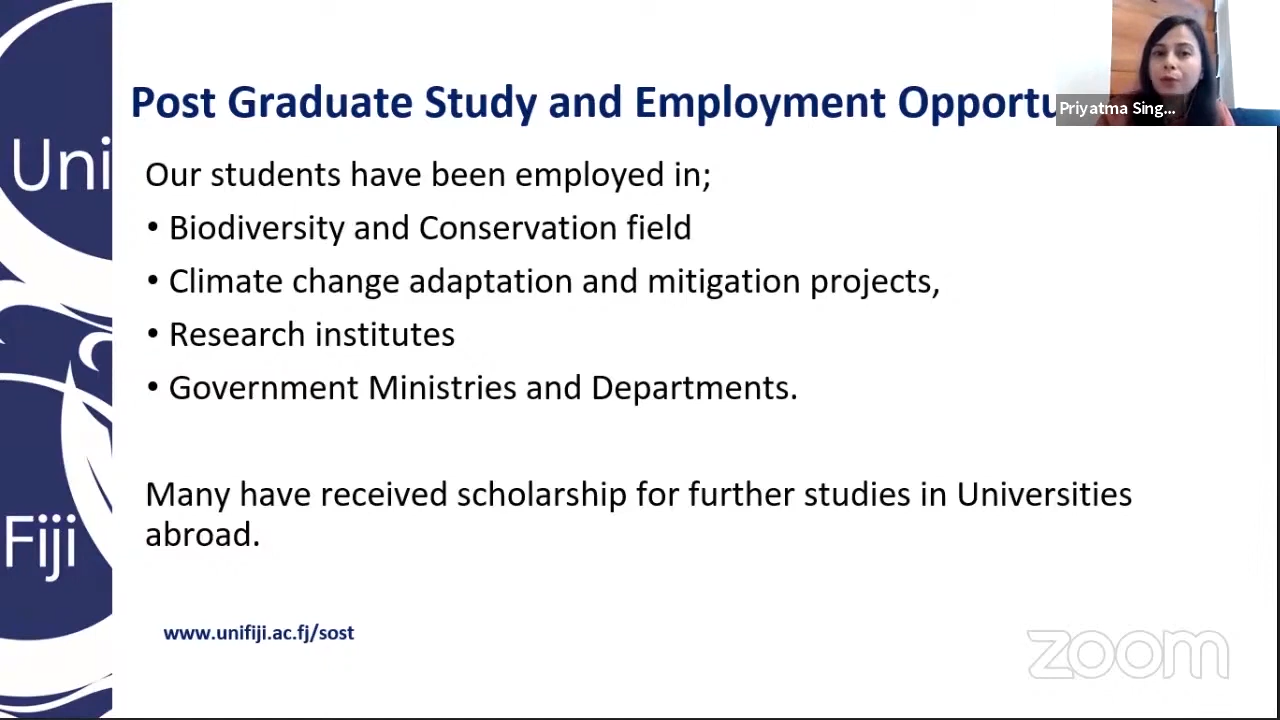 Post Graduate Study and Employment Opportu
Priyatma Sing...
Our students have been employed in;
• Biodiversity and Conservation field
• Climate change adaptation and mitigation projects,
• Research institutes
• Government Ministries and Departments.
Many have received scholarship for further studies in Universities
abroad.
www.unifiji.ac.fj/sost
Uni
Fiji
zoom